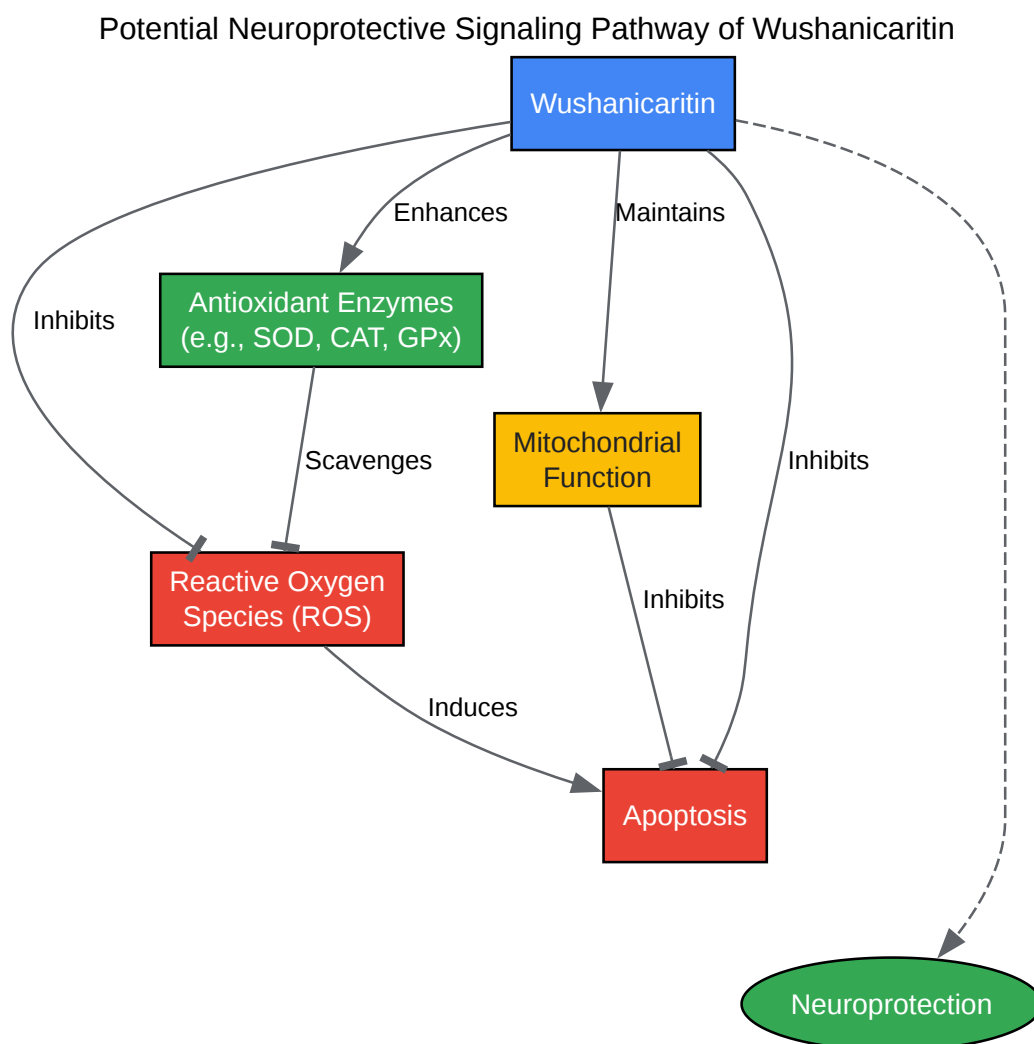 Potential Neuroprotective Signaling Pathway of Wushanicaritin
Wushanicaritin
Enhances
Maintains
Antioxidant Enzymes
(e.g., SOD, CAT, GPx)
Inhibits
Mitochondrial
Function
Scavenges
Inhibits
Reactive Oxygen
Species (ROS)
Inhibits
Induces
Apoptosis
Neuroprotection